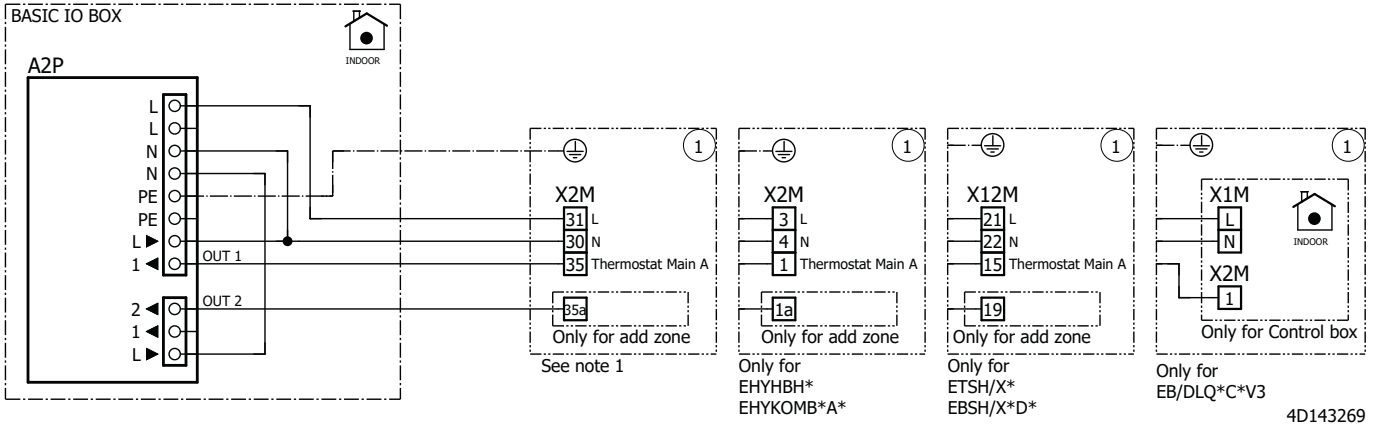 BASIC IO BOX
INDOOR
A2P
L
L
N
N
PE
PE
L ►
1 ◄ OUT 1
2 ◄ OUT 2
1 ◄
L ►
1
X2M
31 L
30 N
35 Thermostat Main A
35a
Only for add zone
See note 1
1
X2M
3 L
4 N
1 Thermostat Main A
1a
Only for add zone
Only for
EHYHBH*
EHYKOMB*A*
1
X12M
21 L
22 N
15 Thermostat Main A
19
Only for add zone
Only for
ETSH/X*
EBSH/X*D*
1
X1M
L
N
INDOOR
X2M
1
Only for Control box
Only for
EB/DLQ*C*V3
4D143269